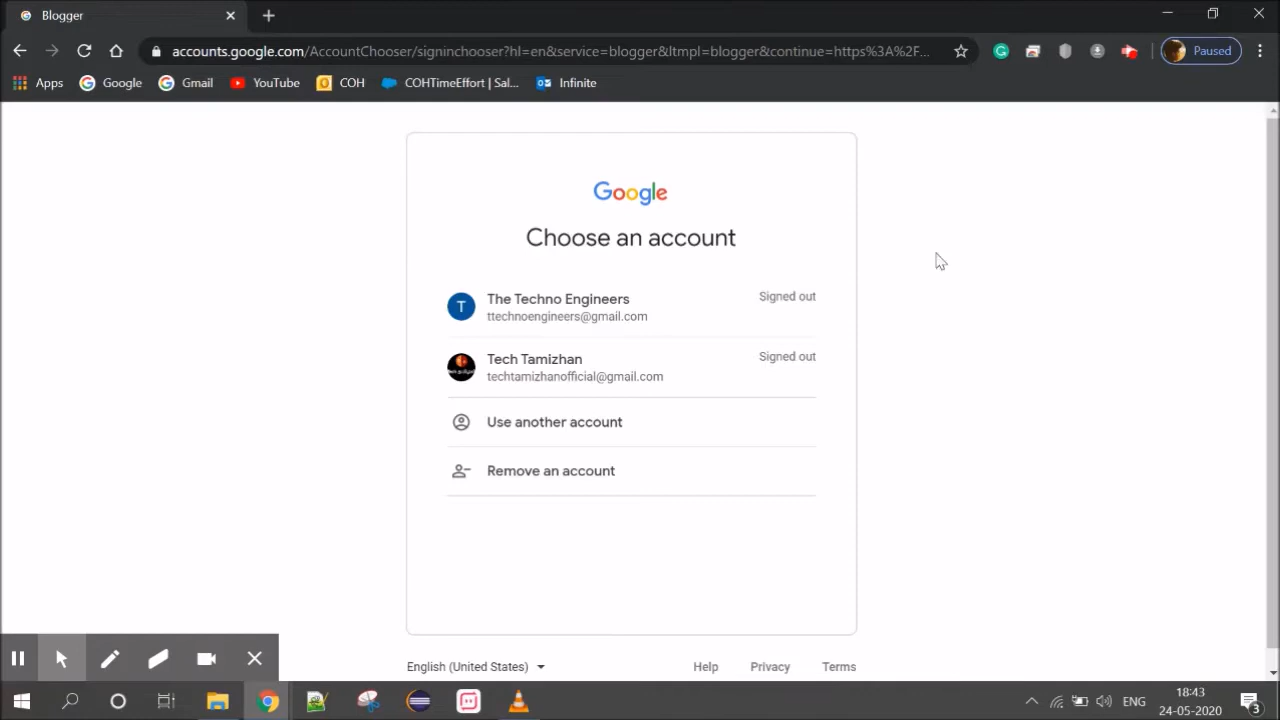 Blogger
accounts.google.com/AccountChooser/signinchooser?hl=en&service=blogger&ltmpl=blogger&continue=https%3A%2F...
Paused
Apps
Google
Gmail
YouTube
COH
COHTimeEffort | Sal...
Infinite
Google
Choose an account
T
The Techno Engineers
ttechnoengineers@gmail.com
Signed out
Tech Tamizhan
techtamizhanofficial@gmail.com
Signed out
Use another account
Remove an account
English (United States)
Help
Privacy
Terms
ENG
18:43
24-05-2020
3